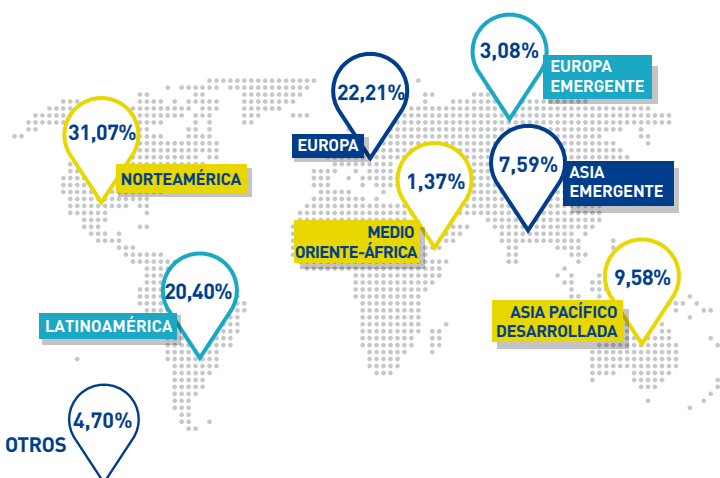 3,08%
EUROPA
EMERGENTE
22,21%
EUROPA
31,07%
NORTEAMÉRICA
7,59%
ASIA
EMERGENTE
1,37%
MEDIO
ORIENTE-ÁFRICA
20,40%
LATINOAMÉRICA
9,58%
ASIA PACÍFICO
DESARROLLADA
4,70%
OTROS